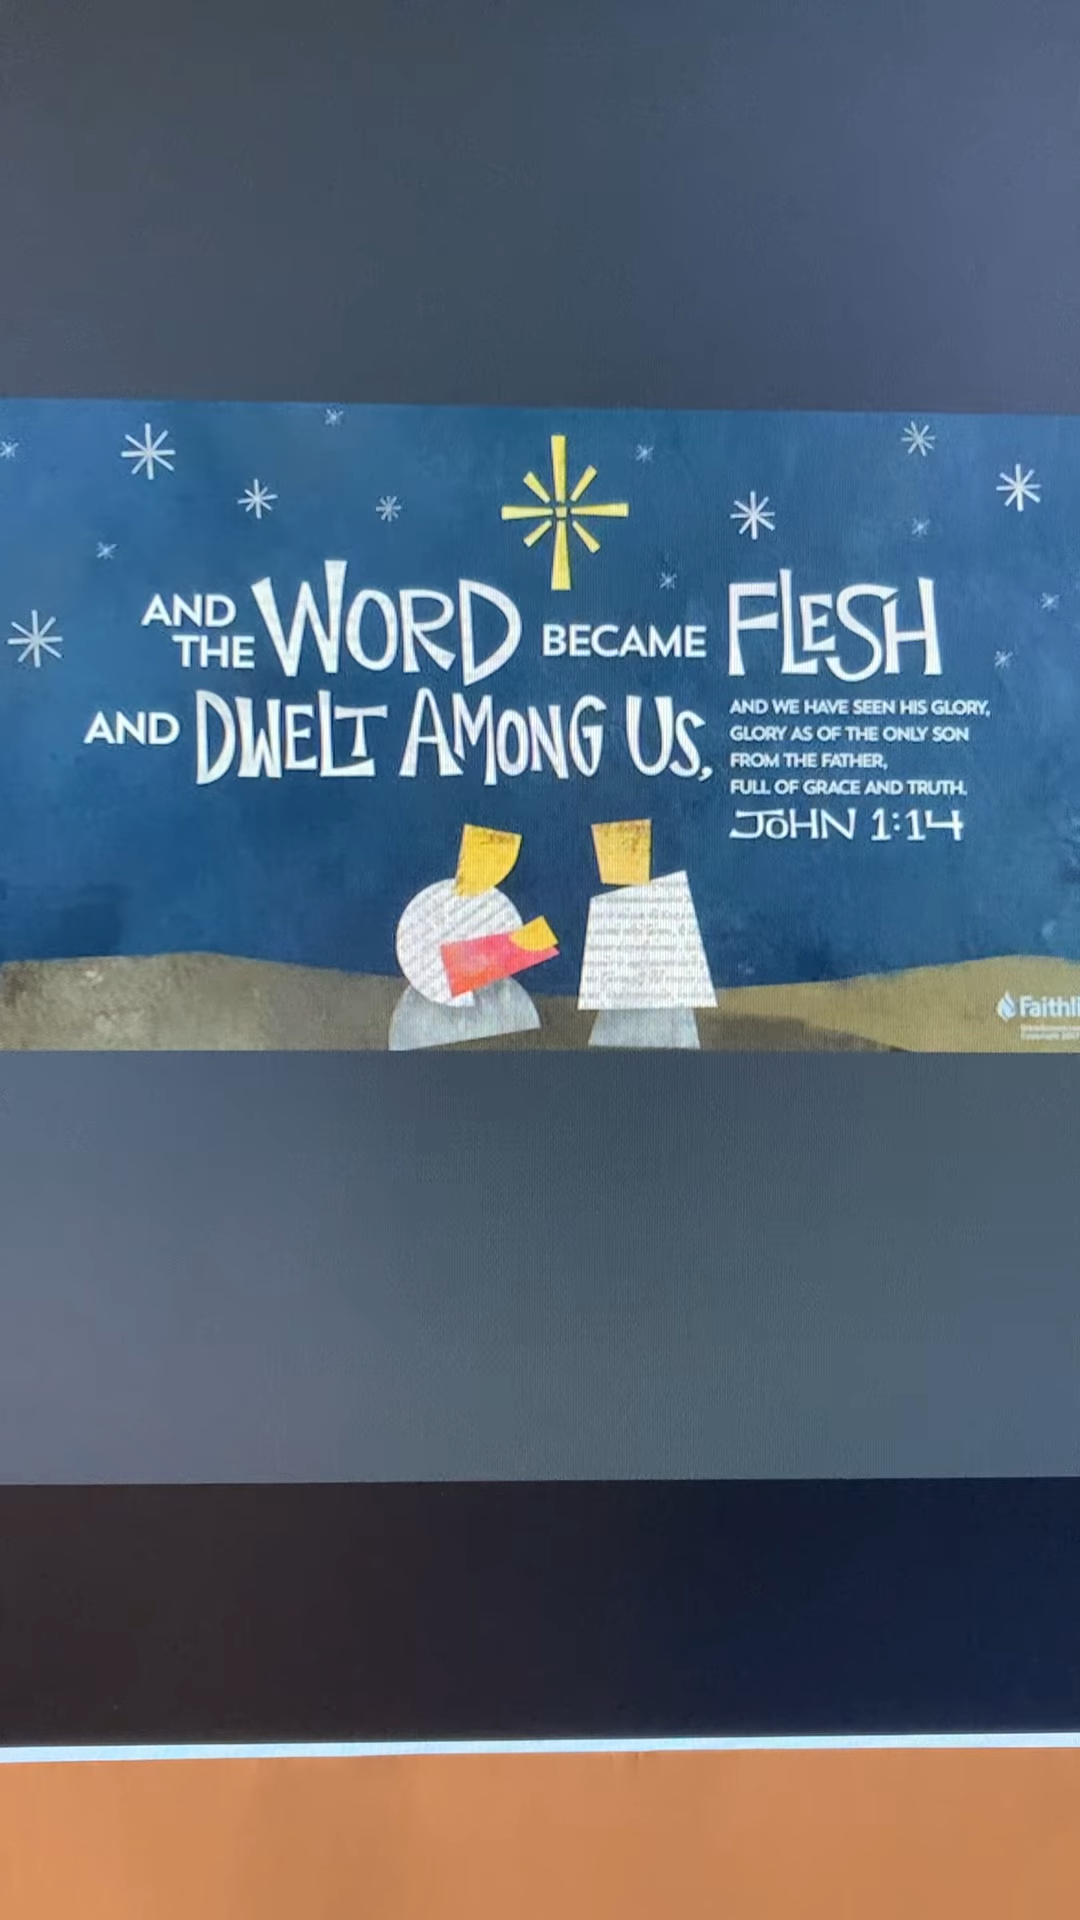 AND
THE WORD BECAME FLESH
AND DWELT AMONG US,
AND WE HAVE SEEN HIS GLORY,
GLORY AS OF THE ONLY SON
FROM THE FATHER,
FULL OF GRACE AND TRUTH.
JOHN 1:14
Faithli